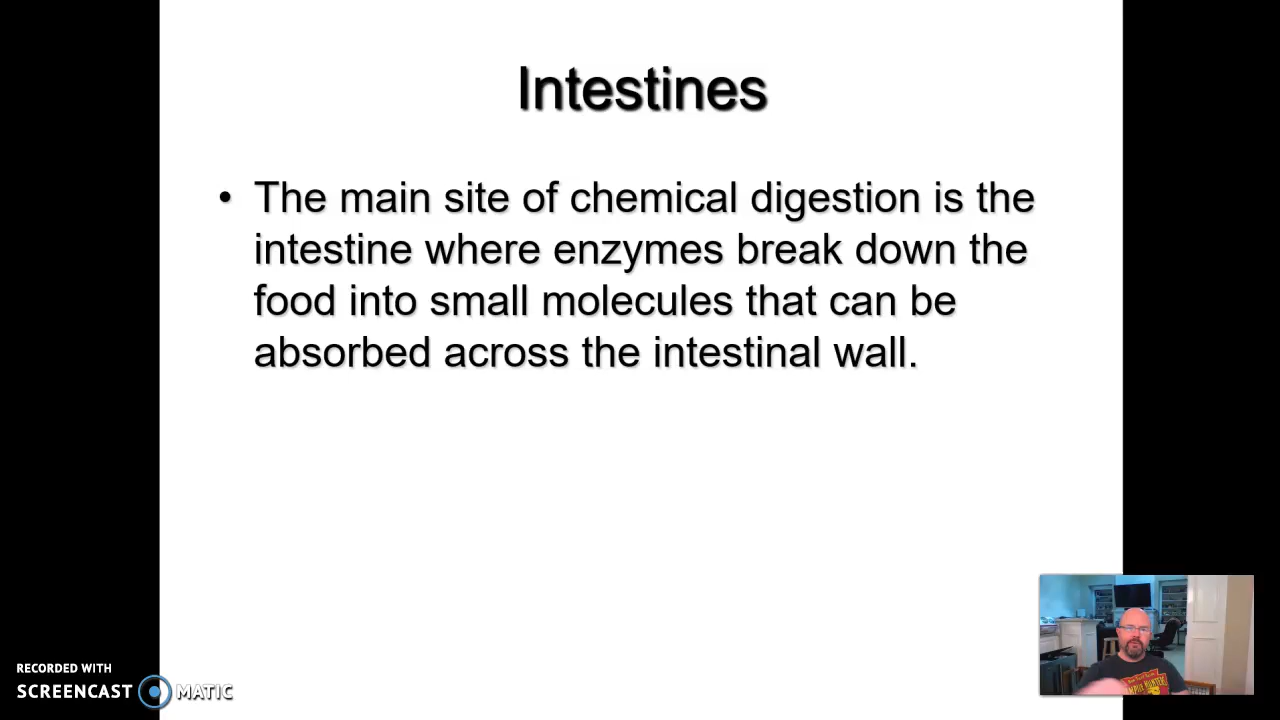 Intestines
• The main site of chemical digestion is the
intestine where enzymes break down the
food into small molecules that can be
absorbed across the intestinal wall.
RECORDED WITH
SCREENCAST MATIC